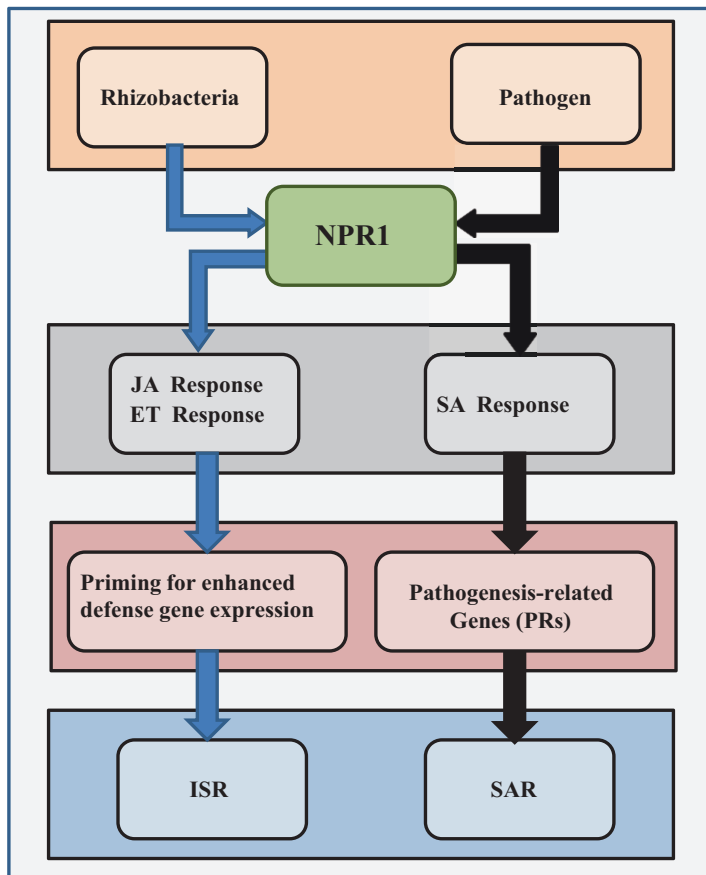 Rhizobacteria
Pathogen
NPR1
JA Response
ET Response
SA Response
Priming for enhanced
defense gene expression
Pathogenesis-related
Genes (PRs)
ISR
SAR